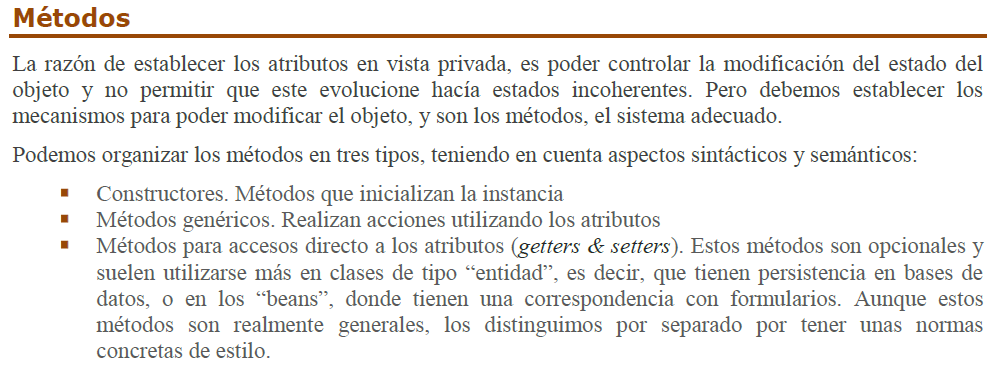 Métodos
La razón de establecer los atributos en vista privada, es poder controlar la modificación del estado del
objeto y no permitir que este evolucione hacía estados incoherentes. Pero debemos establecer los
mecanismos para poder modificar el objeto, y son los métodos, el sistema adecuado.
Podemos organizar los métodos en tres tipos, teniendo en cuenta aspectos sintácticos y semánticos:
▪ Constructores. Métodos que inicializan la instancia
▪ Métodos genéricos. Realizan acciones utilizando los atributos
▪ Métodos para accesos directo a los atributos (getters & setters). Estos métodos son opcionales y
suelen utilizarse más en clases de tipo “entidad”, es decir, que tienen persistencia en bases de
datos, o en los “beans”, donde tienen una correspondencia con formularios. Aunque estos
métodos son realmente generales, los distinguimos por separado por tener unas normas
concretas de estilo.